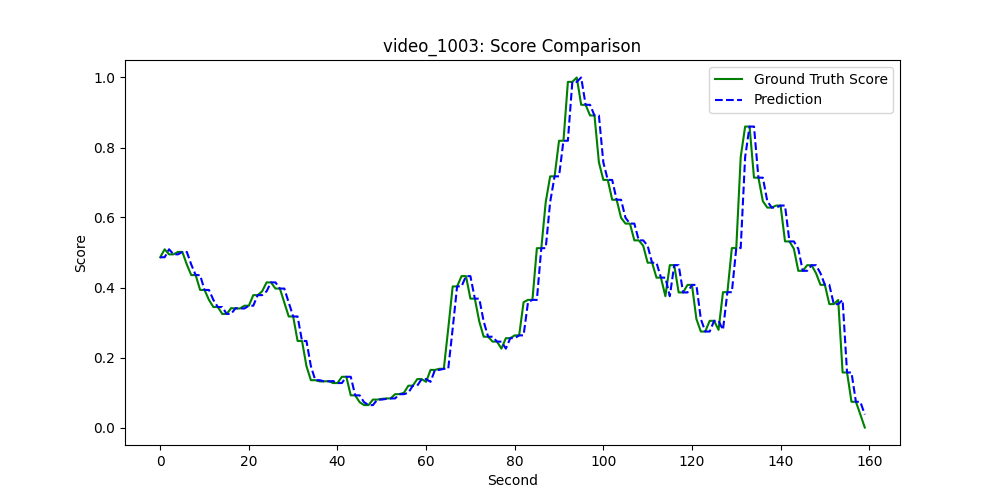 video_1003: Score Comparison
Ground Truth Score
Prediction
1.0
0.8
0.6
0.4
0.2
0.0
Score
0 20 40 60 80 100 120 140 160
Second